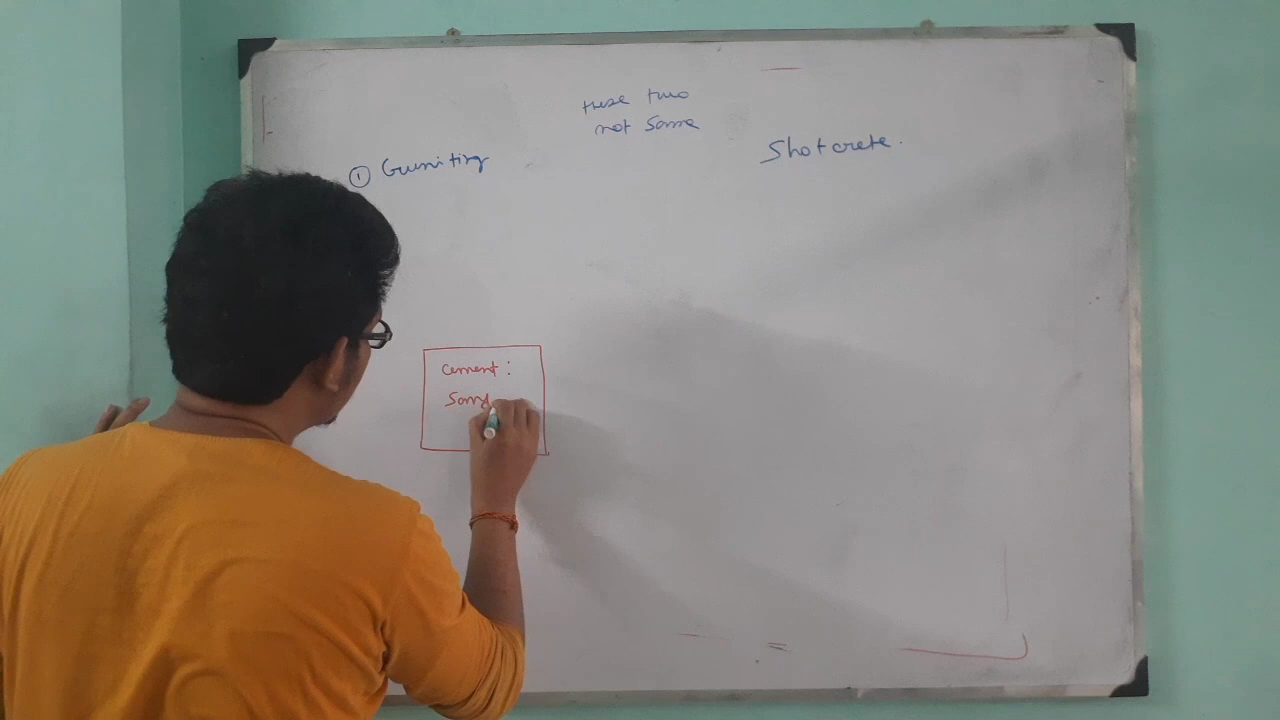 these two
not Same
① Guniting
Shotcrete.
cement :
Sand